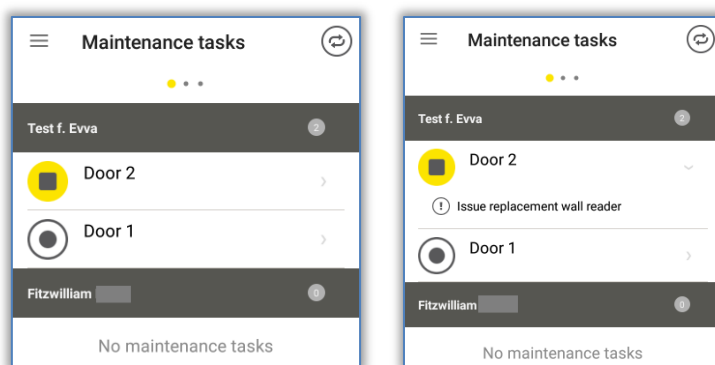 Maintenance tasks
Test f. Evva 2
Door 2
Door 1
Fitzwilliam 0
No maintenance tasks
Maintenance tasks
Test f. Evva 2
Door 2
Issue replacement wall reader
Door 1
Fitzwilliam 0
No maintenance tasks